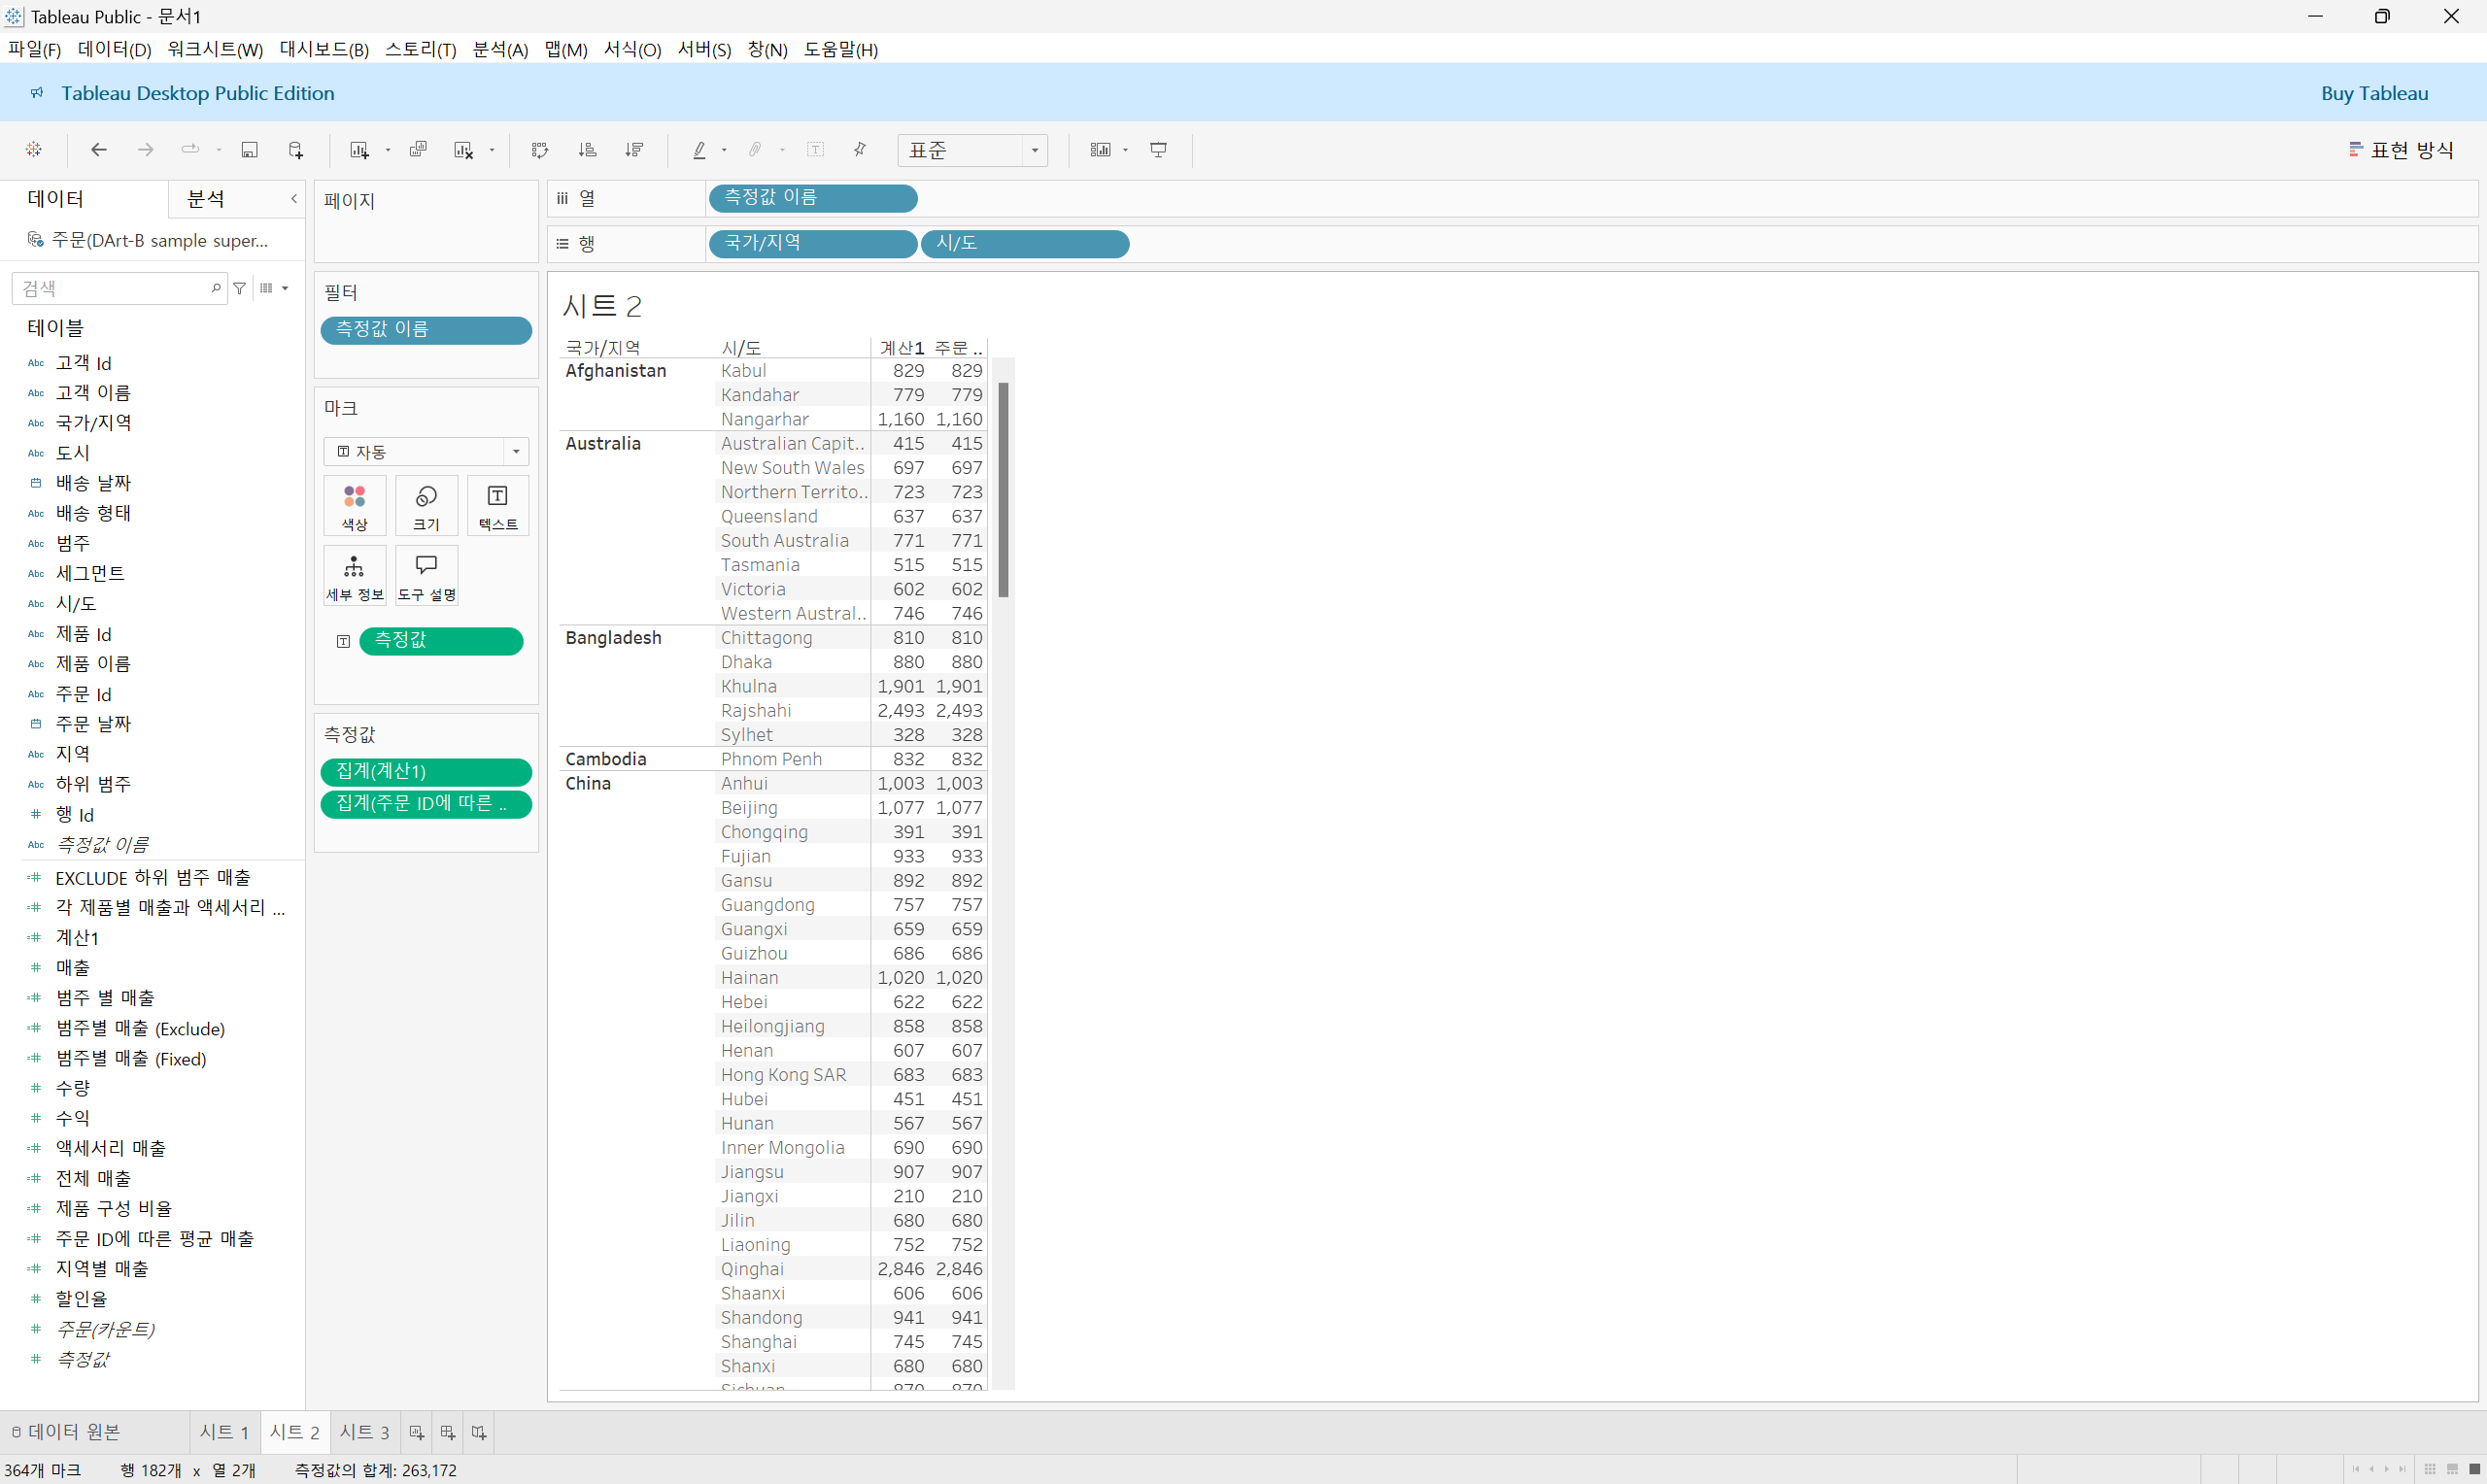 Tableau Public - 문서1
파일(F) 데이터(D) 워크시트(W) 대시보드(B) 스토리(T) 분석(A) 맵(M) 서식(O) 서버(S) 창(N) 도움말(H)
Tableau Desktop Public Edition
Buy Tableau
표준
표현 방식
데이터
분석
주문(DArt-B sample super...
검색
테이블
Abc 고객 Id
Abc 고객 이름
Abc 국가/지역
Abc 도시
배송 날짜
Abc 배송 형태
Abc 범주
Abc 세그먼트
Abc 시/도
Abc 제품 Id
Abc 제품 이름
Abc 주문 Id
주문 날짜
Abc 지역
Abc 하위 범주
# 행 Id
Abc 측정값 이름
=# EXCLUDE 하위 범주 매출
=# 각 제품별 매출과 액세서리 ...
=# 계산1
# 매출
=# 범주 별 매출
=# 범주별 매출 (Exclude)
=# 범주별 매출 (Fixed)
# 수량
# 수익
=# 액세서리 매출
=# 전체 매출
=# 제품 구성 비율
=# 주문 ID에 따른 평균 매출
=# 지역별 매출
# 할인율
# 주문(카운트)
# 측정값
페이지
필터
측정값 이름
마크
자동
색상 크기 텍스트
세부 정보 도구 설명
측정값
측정값
집계(계산1)
집계(주문 ID에 따른 ..
열 측정값 이름
행 국가/지역 시/도
시트 2
국가/지역 시/도 계산1 주문 ..
Afghanistan Kabul 829 829
Kandahar 779 779
Nangarhar 1,160 1,160
Australia Australian Capit.. 415 415
New South Wales 697 697
Northern Territo.. 723 723
Queensland 637 637
South Australia 771 771
Tasmania 515 515
Victoria 602 602
Western Austral.. 746 746
Bangladesh Chittagong 810 810
Dhaka 880 880
Khulna 1,901 1,901
Rajshahi 2,493 2,493
Sylhet 328 328
Cambodia Phnom Penh 832 832
China Anhui 1,003 1,003
Beijing 1,077 1,077
Chongqing 391 391
Fujian 933 933
Gansu 892 892
Guangdong 757 757
Guangxi 659 659
Guizhou 686 686
Hainan 1,020 1,020
Hebei 622 622
Heilongjiang 858 858
Henan 607 607
Hong Kong SAR 683 683
Hubei 451 451
Hunan 567 567
Inner Mongolia 690 690
Jiangsu 907 907
Jiangxi 210 210
Jilin 680 680
Liaoning 752 752
Qinghai 2,846 2,846
Shaanxi 606 606
Shandong 941 941
Shanghai 745 745
Shanxi 680 680
Sichuan 870 870
데이터 원본 시트 1 시트 2 시트 3
364개 마크 행 182개 x 열 2개 측정값의 합계: 263,172